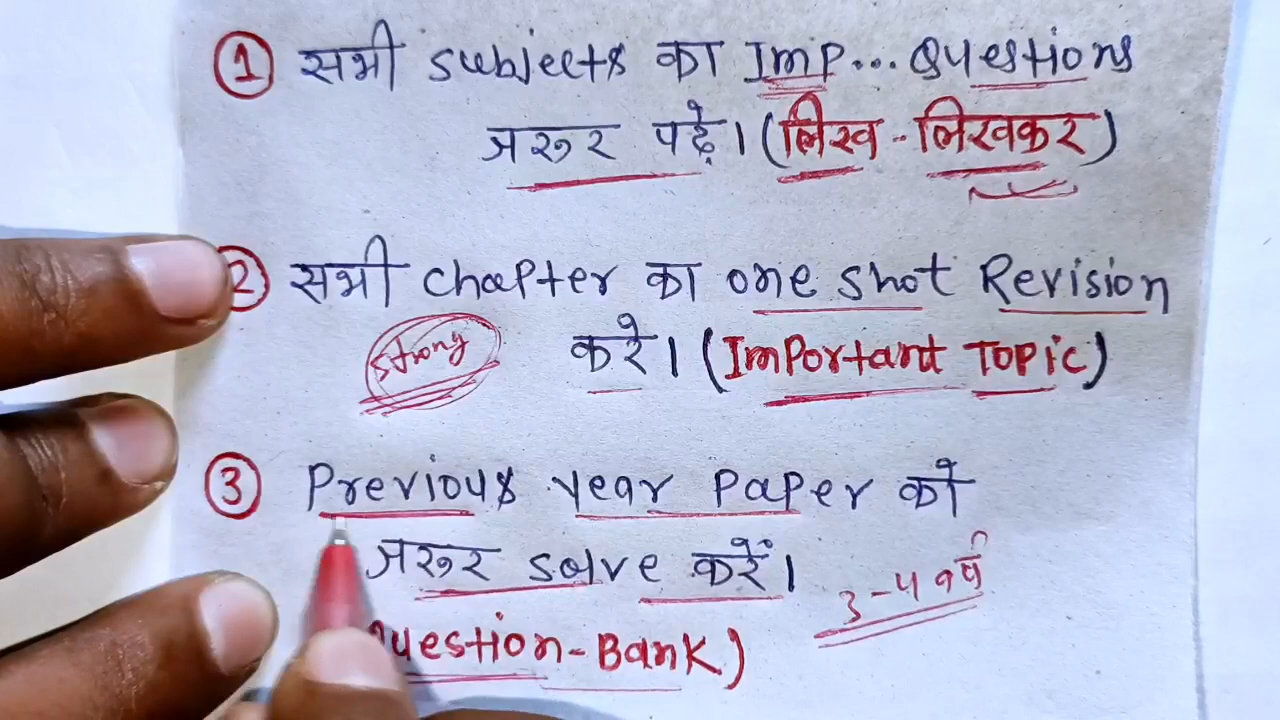 ① सभी subjects का Imp... Questions
जरूर पढ़े। (लिख - लिखकर)
② सभी chapter का one shot Revision
strong करे। (Important Topic)
③ Previous year paper को
जरूर solve करें।
3-4 वर्ष
Question-Bank)